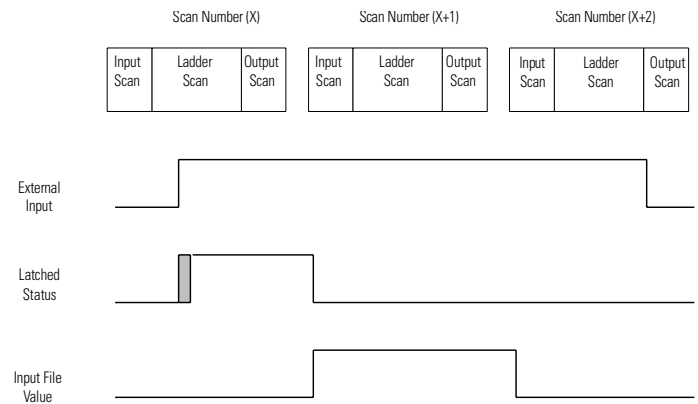 Scan Number (X)
Scan Number (X+1)
Scan Number (X+2)
Input
Scan
Ladder
Scan
Output
Scan
Input
Scan
Ladder
Scan
Output
Scan
Input
Scan
Ladder
Scan
Output
Scan
External
Input
Latched
Status
Input File
Value